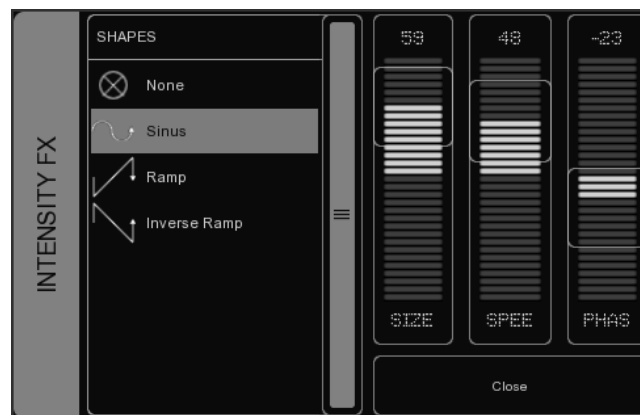 INTENSITY FX
SHAPES
None
Sinus
Ramp
Inverse Ramp
59
48
-23
SIZE
SPEE
PHAS
Close